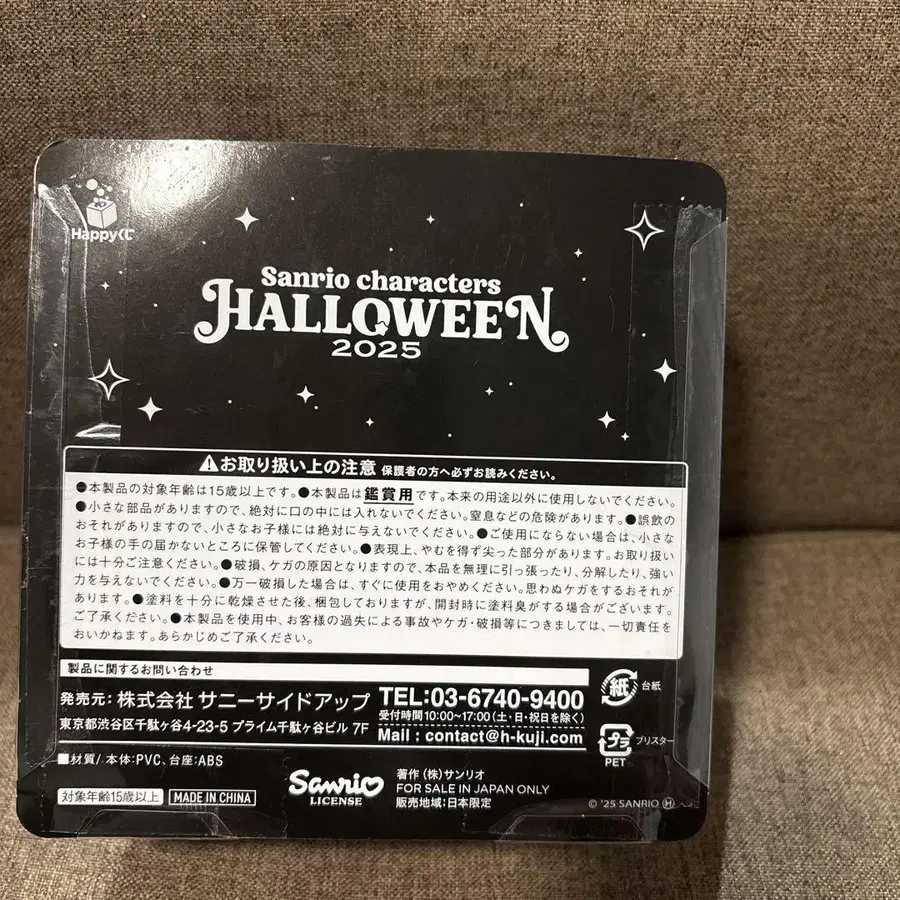 Happyくじ
Sanrio characters
HALLOWEEN
2025
⚠お取り扱い上の注意 保護者の方へ必ずお読みください。
●本製品の対象年齢は15歳以上です。●本製品は鑑賞用です。本来の用途以外に使用しないでください。
●小さな部品がありますので、絶対に口の中には入れないでください。窒息などの危険があります。●誤飲の
おそれがありますので、小さなお子様には絶対に与えないでください。●ご使用にならない場合は、小さな
お子様の手の届かないところに保管してください。●表現上、やむを得ず尖った部分があります。お取り扱い
には十分ご注意ください。●破損、ケガの原因となりますので、本品を無理に引っ張ったり、分解したり、強い
力を与えないでください。●万一破損した場合は、すぐに使用をおやめください。思わぬケガをするおそれが
あります。●塗料を十分に乾燥させた後、梱包しておりますが、開封時に塗料臭がする場合がございます。
ご了承ください。●本製品を使用中、お客様の過失による事故やケガ・破損等につきましては、一切責任を
おいかねます。あらかじめご了承ください。
製品に関するお問い合わせ
発売元:株式会社 サニーサイドアップ
東京都渋谷区千駄ヶ谷4-23-5 プライム千駄ヶ谷ビル 7F
TEL:03-6740-9400
受付時間10:00~17:00(土・日・祝日を除く)
Mail : contact@h-kuji.com
紙 台紙
プラ ブリスター
PET
■材質/ 本体:PVC、台座:ABS
対象年齢15歳以上
MADE IN CHINA
Sanrio
LICENSE
著作 (株)サンリオ
FOR SALE IN JAPAN ONLY
販売地域:日本限定
© '25 SANRIO Ⓗ